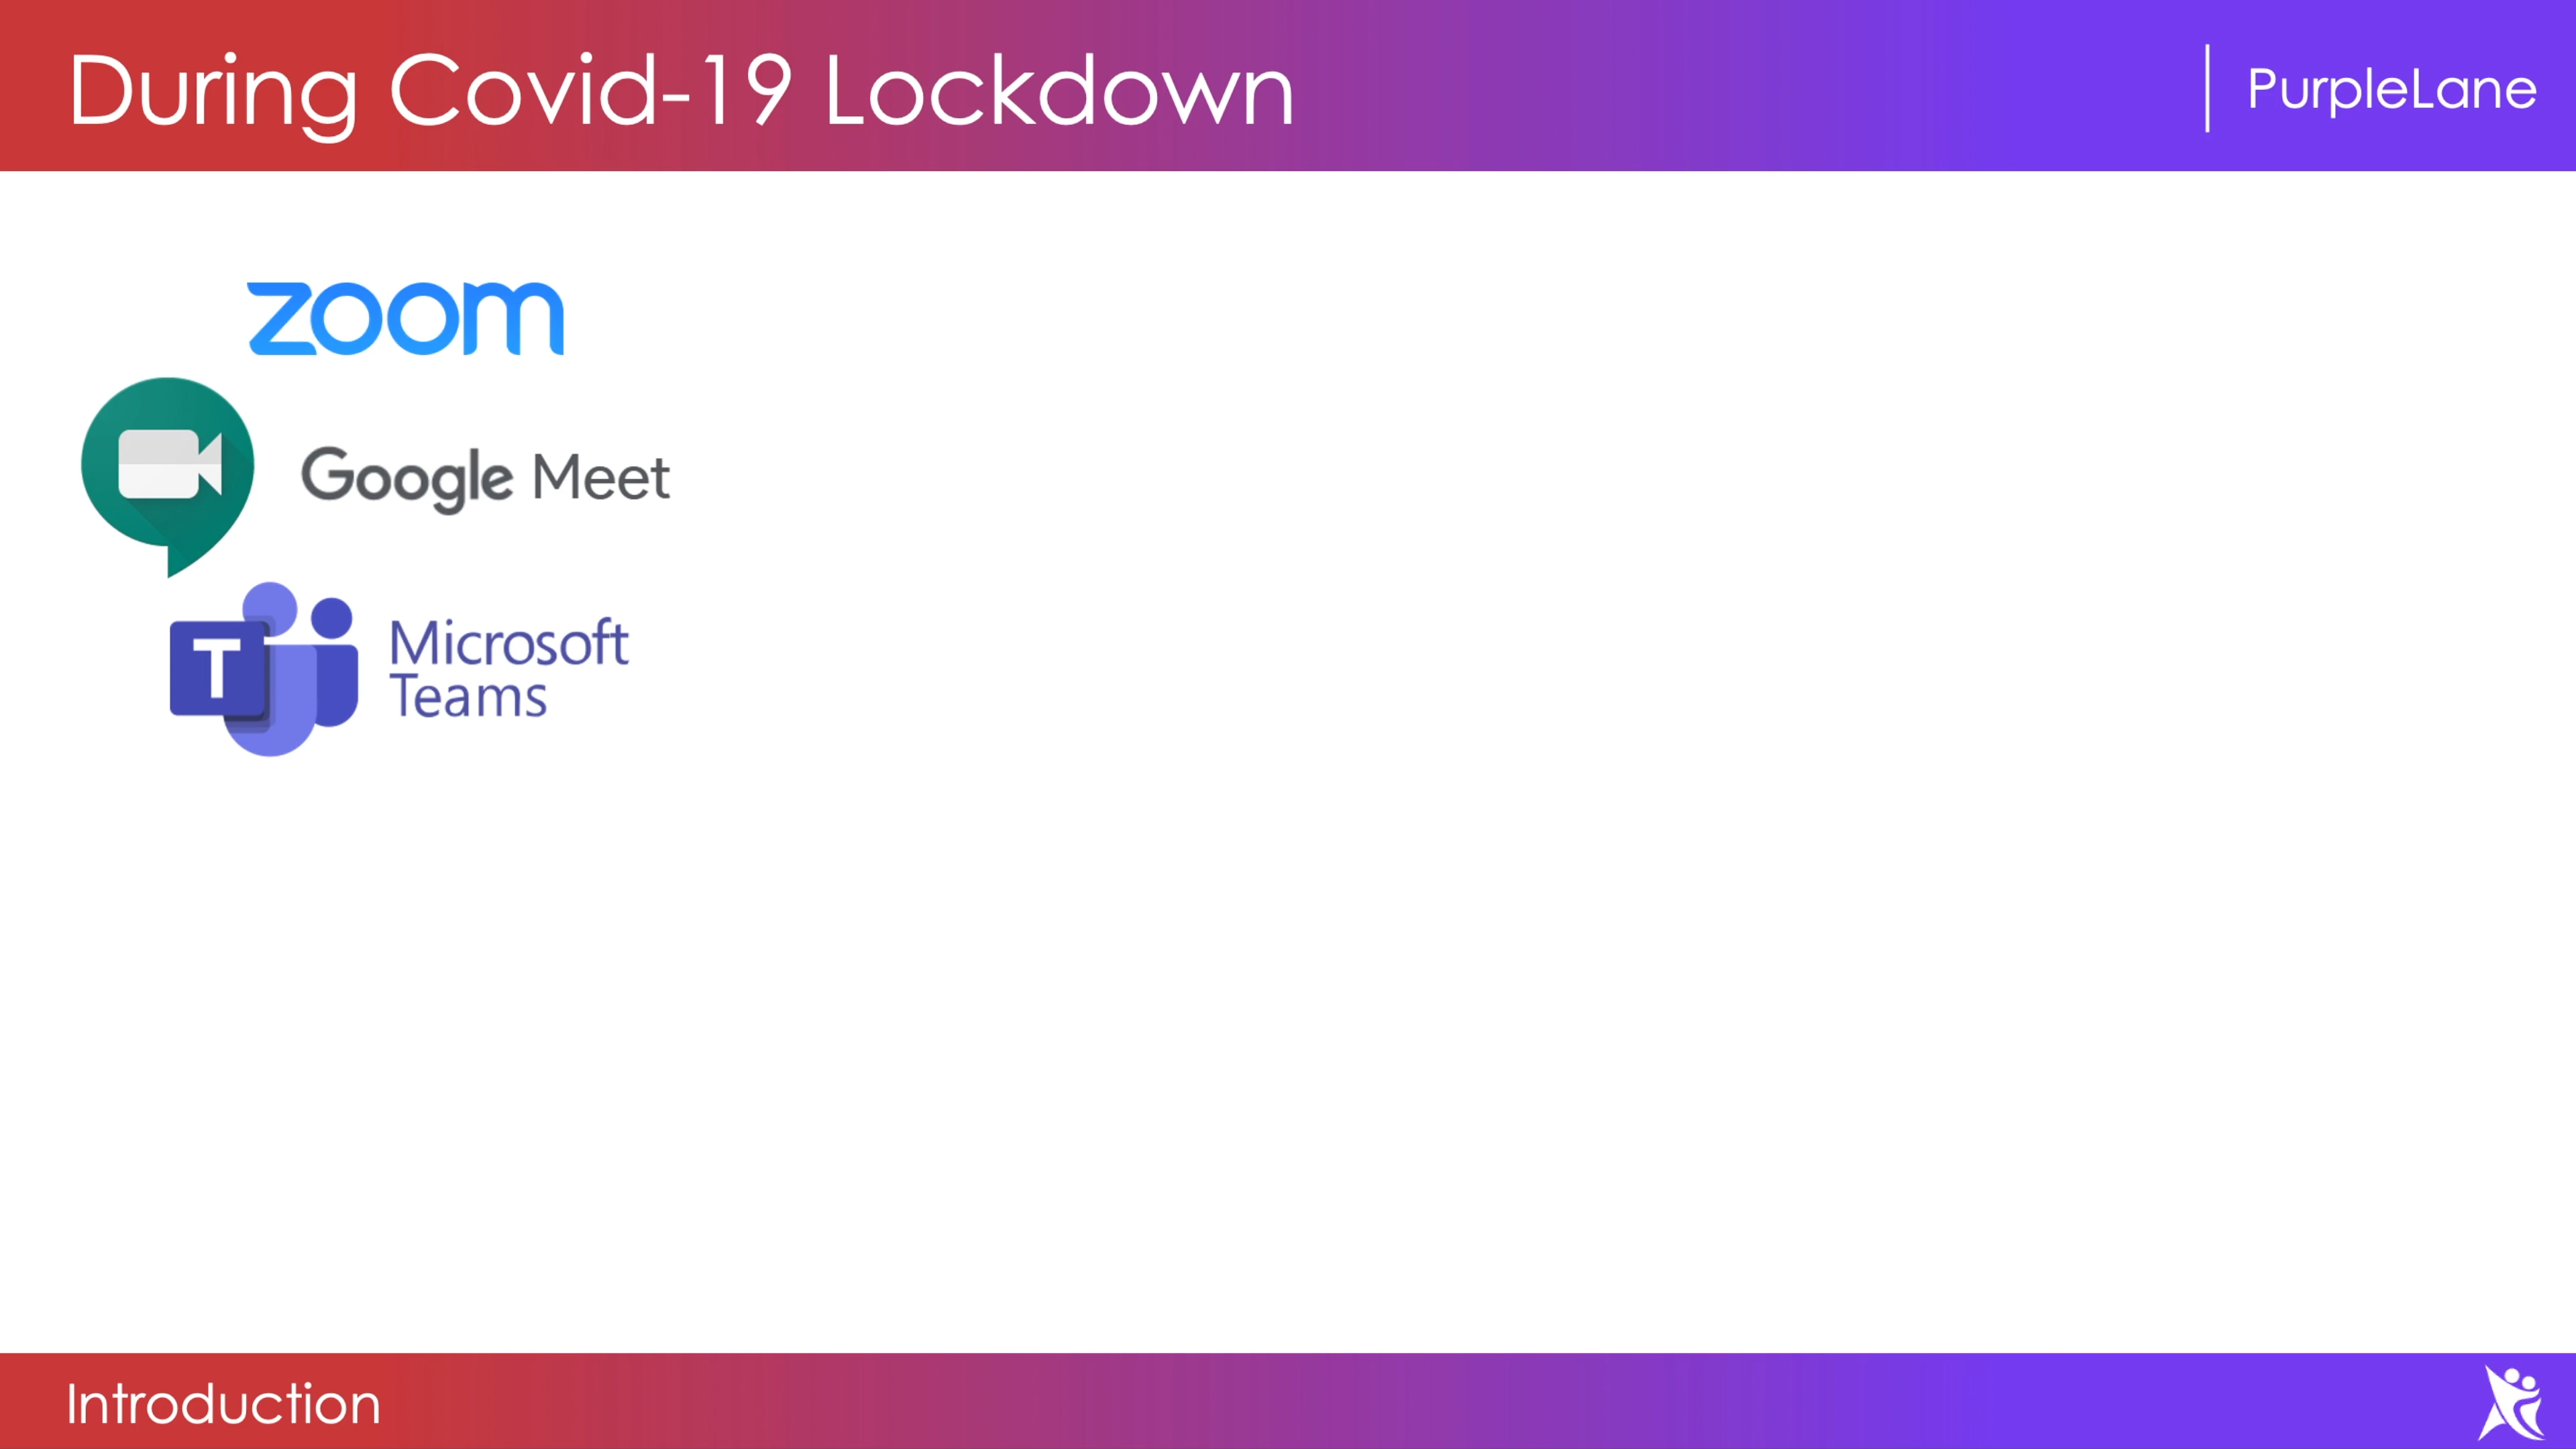 During Covid-19 Lockdown
PurpleLane
zoom
Google Meet
T
Microsoft
Teams
Introduction